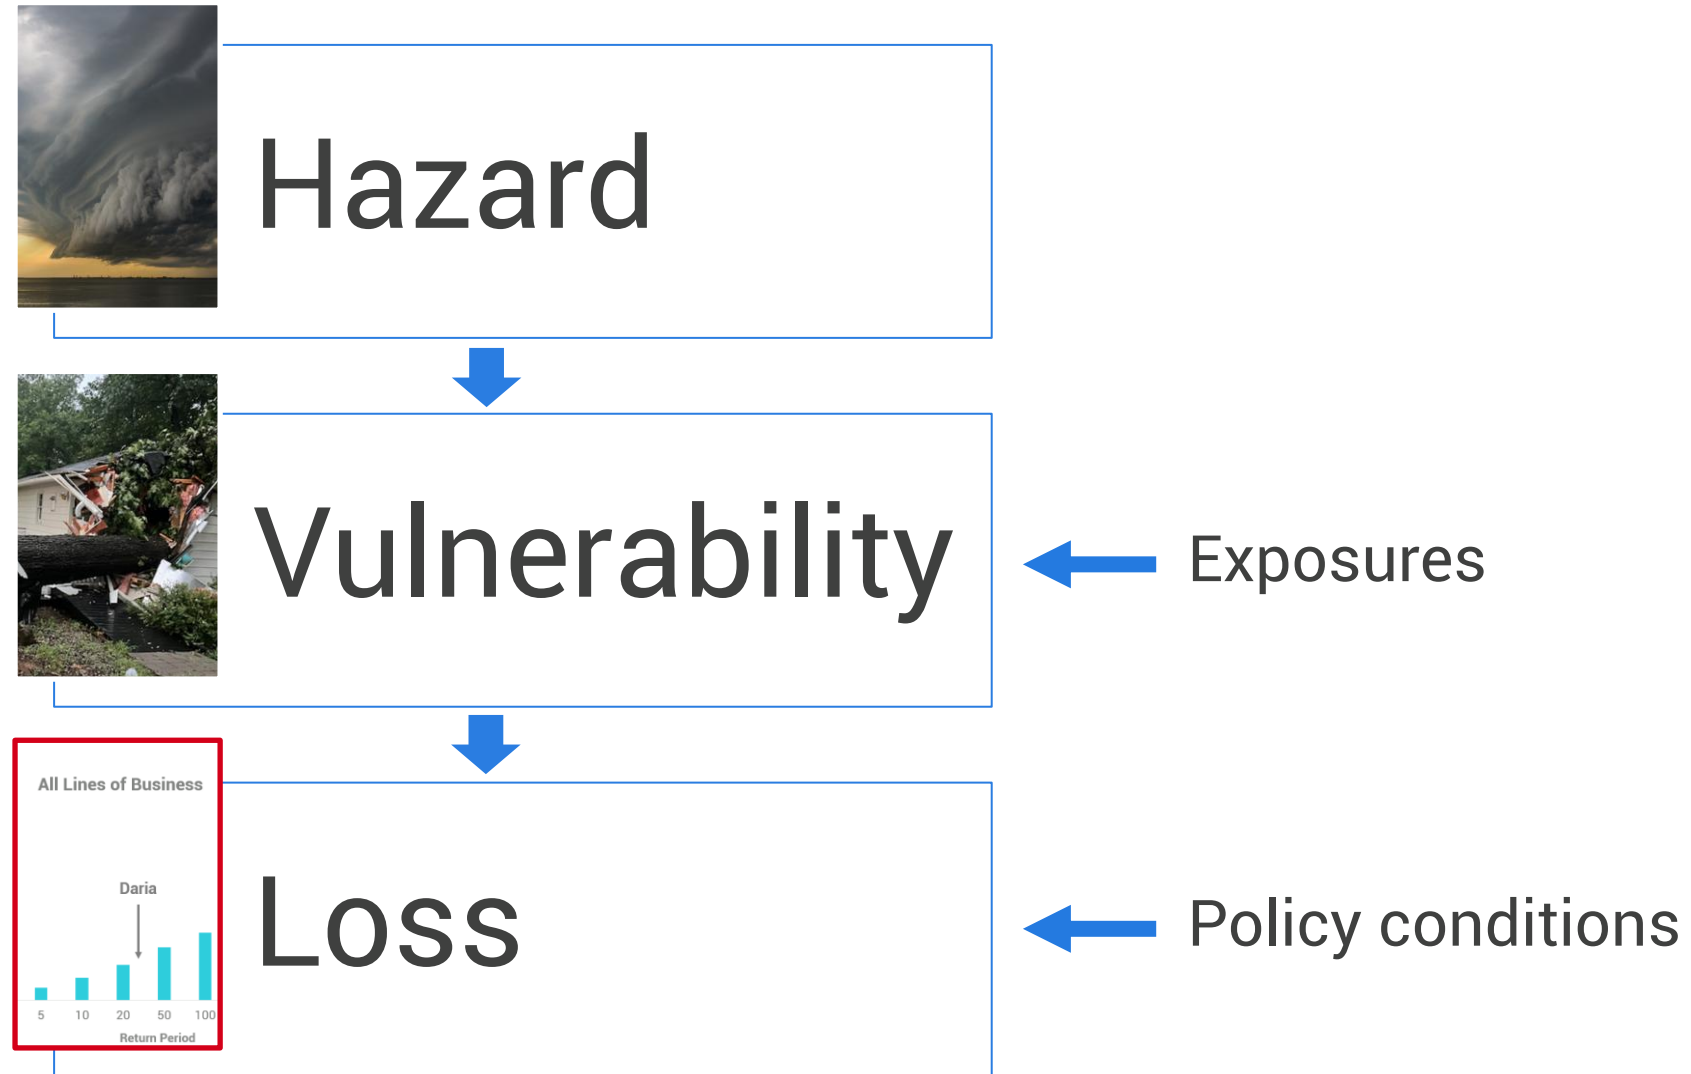 Hazard
Vulnerability
Exposures
All Lines of Business
Daria
5 10 20 50 100
Return Period
Loss
Policy conditions